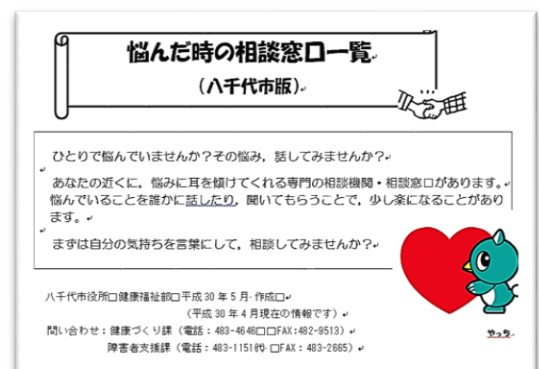 悩んだ時の相談窓口一覧
（八千代市版）
ひとりで悩んでいませんか？その悩み，話してみませんか？
あなたの近くに，悩みに耳を傾けてくれる専門の相談機関・相談窓口があります。
悩んでいることを誰かに話したり，聞いてもらうことで，少し楽になることがあり
ます。
まずは自分の気持ちを言葉にして，相談してみませんか？
八千代市役所□健康福祉部□平成30年5月 作成□
（平成30年4月現在の情報です）
問い合わせ：健康づくり課（電話：483-4646□□FAX:482-9513）
障害者支援課（電話：483-1151㈹ □FAX：483-2665）
やっち